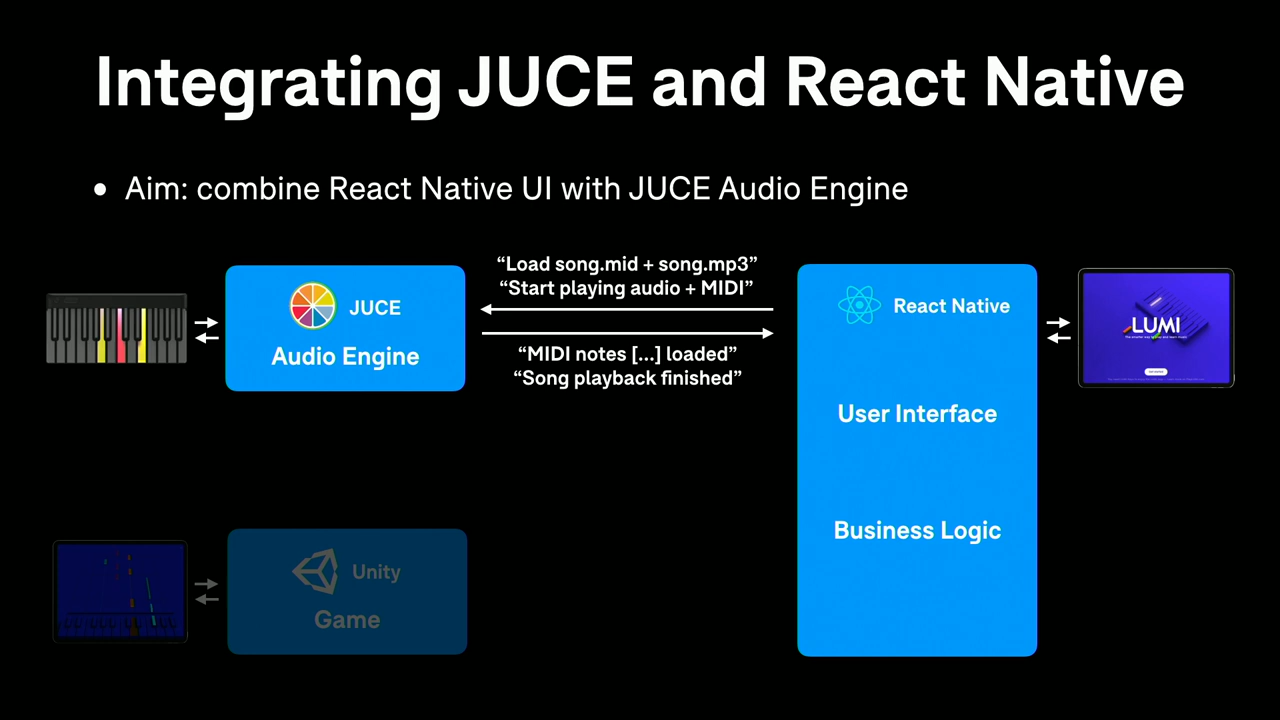 Integrating JUCE and React Native
• Aim: combine React Native UI with JUCE Audio Engine
“Load song.mid + song.mp3”
“Start playing audio + MIDI”
JUCE
Audio Engine
“MIDI notes [...] loaded”
“Song playback finished”
React Native
User Interface
Business Logic
LUMI
Unity
Game